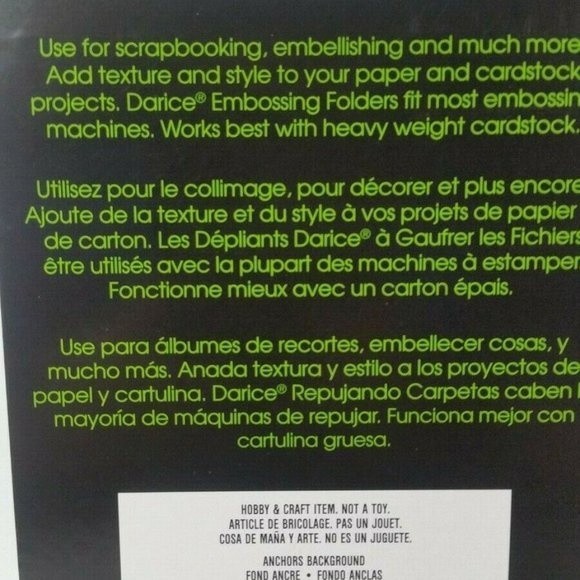 Use for scrapbooking, embellishing and much more
Add texture and style to your paper and cardstock
projects. Darice® Embossing Folders fit most embossin
machines. Works best with heavy weight cardstock.
Utilisez pour le collimage, pour décorer et plus encore
Ajoute de la texture et du style à vos projets de papier
de carton. Les Dépliants Darice® à Gaufrer les Fichiers
être utilisés avec la plupart des machines à estamper
Fonctionne mieux avec un carton épais.
Use para álbumes de recortes, embellecer cosas, y
mucho más. Anada textura y estilo a los proyectos de
papel y cartulina. Darice® Repujando Carpetas caben
mayoría de máquinas de repujar. Funciona mejor con
cartulina gruesa.
HOBBY & CRAFT ITEM. NOT A TOY.
ARTICLE DE BRICOLAGE. PAS UN JOUET.
COSA DE MAÑA Y ARTE. NO ES UN JUGUETE.
ANCHORS BACKGROUND
FOND ANCRE • FONDO ANCLAS